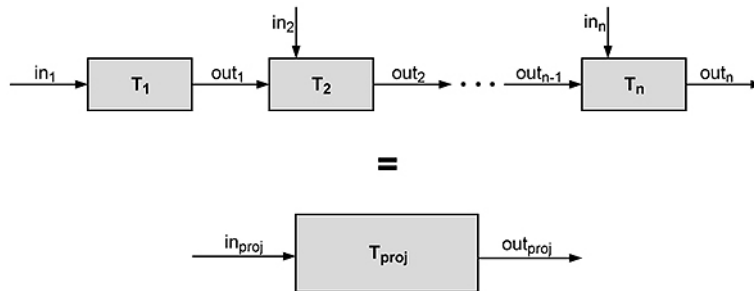 in₂ inₙ
in₁ T₁ out₁ T₂ out₂ • • • outₙ₋₁ Tₙ outₙ
=
inproj Tproj outproj